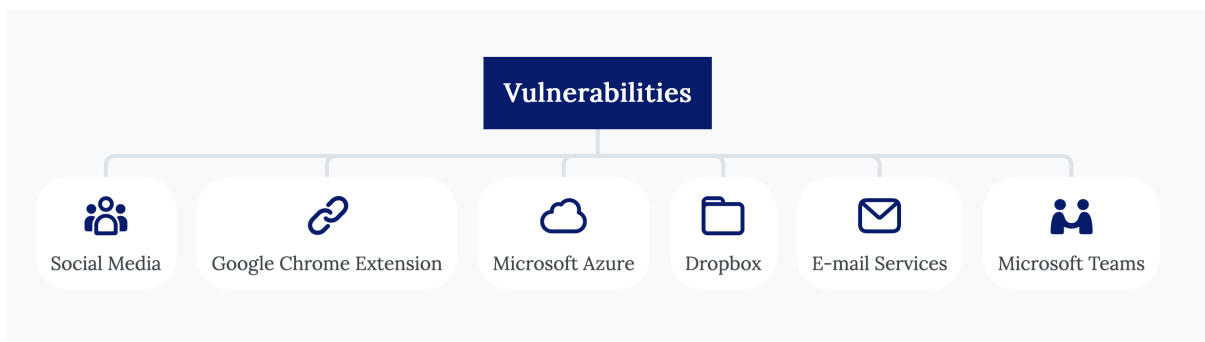 Vulnerabilities
Social Media
Google Chrome Extension
Microsoft Azure
Dropbox
E-mail Services
Microsoft Teams